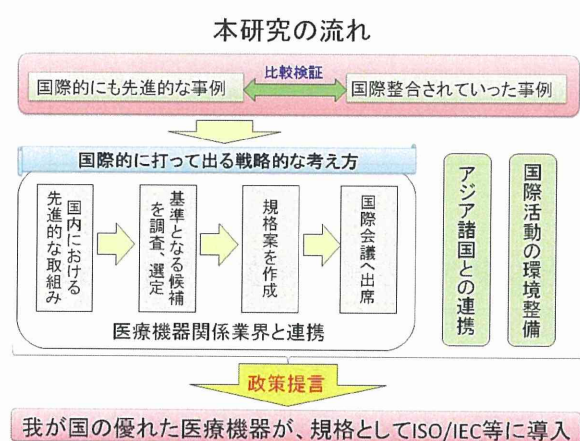 本研究の流れ
比較検証
国際的にも先進的な事例
国際整合されていった事例
国際的に打って出る戦略的な考え方
国内における
先進的な取組み
基準となる候補
を調査、選定
規格案を作成
国際会議へ出席
医療機器関係業界と連携
アジア諸国との連携
国際活動の環境整備
政策提言
我が国の優れた医療機器が、規格としてISO/IEC等に導入